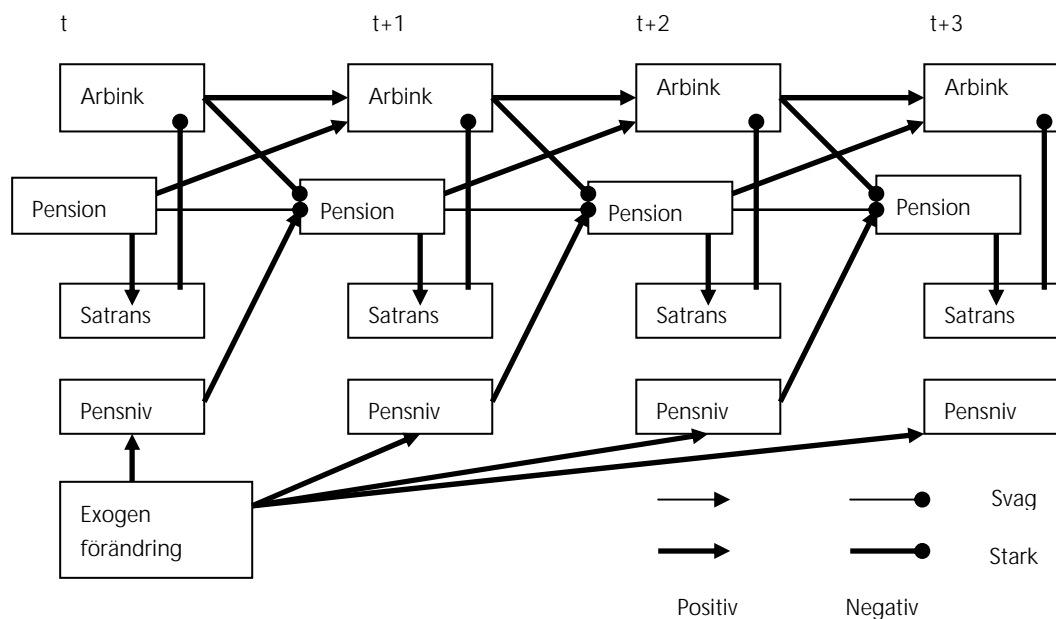 t t+1 t+2 t+3
Arbink Arbink Arbink Arbink
Pension Pension Pension Pension
Satrans Satrans Satrans Satrans
Pensniv Pensniv Pensniv Pensniv
Exogen
förändring
Svag
Stark
Positiv Negativ